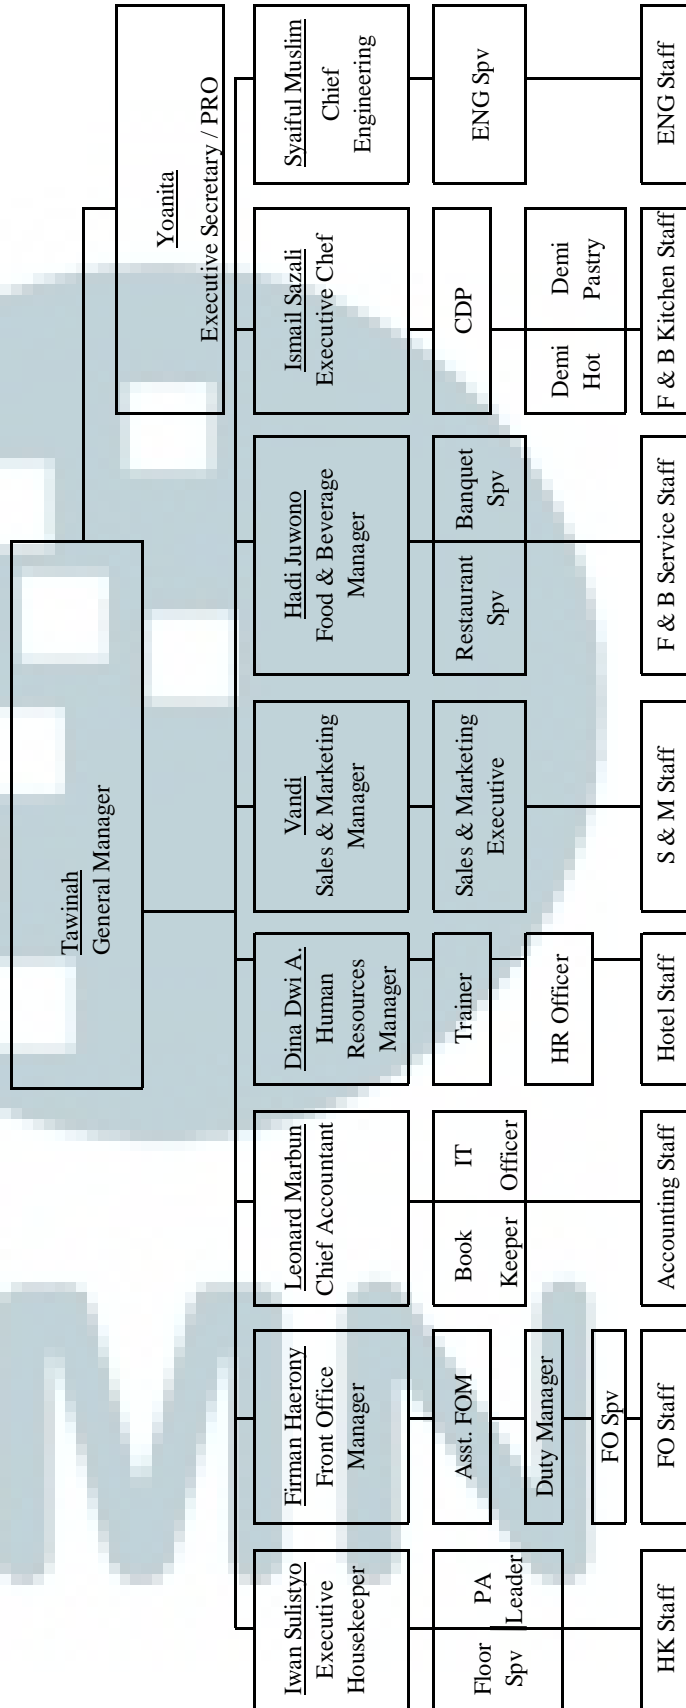 Tawinah
General Manager
Yoanita
Executive Secretary / PRO
Iwan Sulistyo
Executive
Housekeeper
Firman Haerony
Front Office
Manager
Leonard Marbun
Chief Accountant
Dina Dwi A.
Human
Resources
Manager
Vandi
Sales & Marketing
Manager
Hadi Juwono
Food & Beverage
Manager
Ismail Sazali
Executive Chef
Syaiful Muslim
Chief
Engineering
Floor
Spv
PA
Leader
Asst. FOM
Duty Manager
FO Spv
Book
Keeper
IT
Officer
Trainer
HR Officer
Sales & Marketing
Executive
Restaurant
Spv
Banquet
Spv
CDP
Demi
Hot
Demi
Pastry
ENG Spv
HK Staff
FO Staff
Accounting Staff
Hotel Staff
S & M Staff
F & B Service Staff
F & B Kitchen Staff
ENG Staff